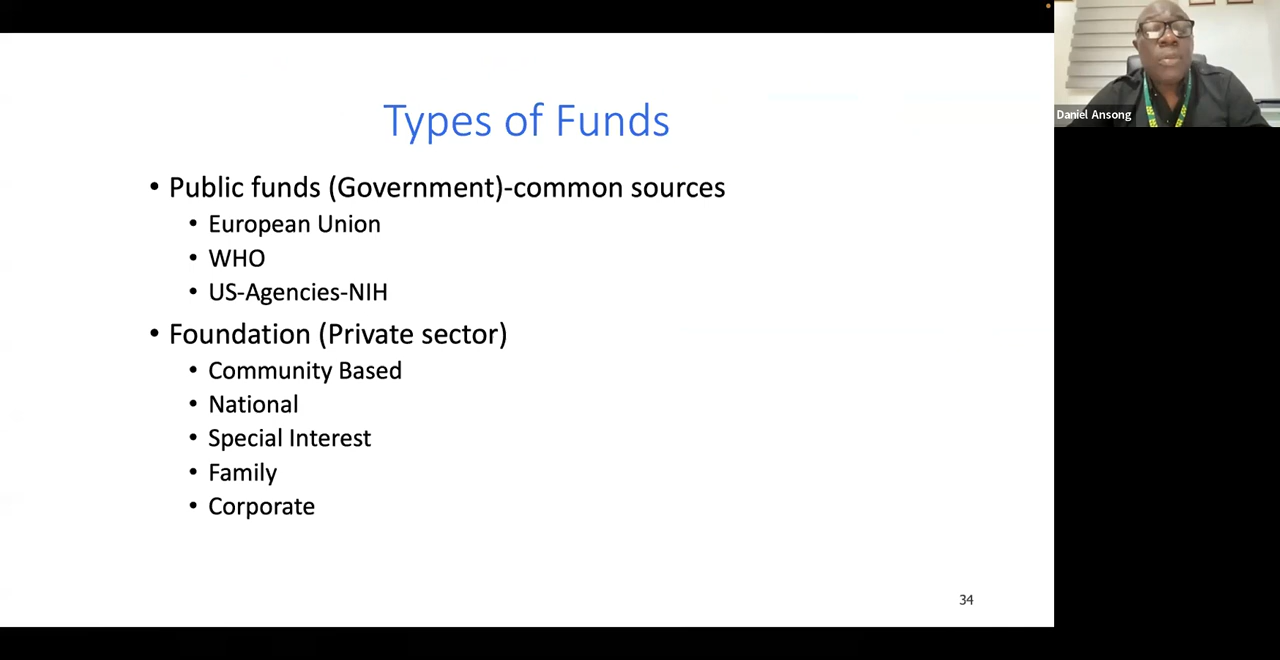 Types of Funds
• Public funds (Government)-common sources
• European Union
• WHO
• US-Agencies-NIH
• Foundation (Private sector)
• Community Based
• National
• Special Interest
• Family
• Corporate
34
Daniel Ansong